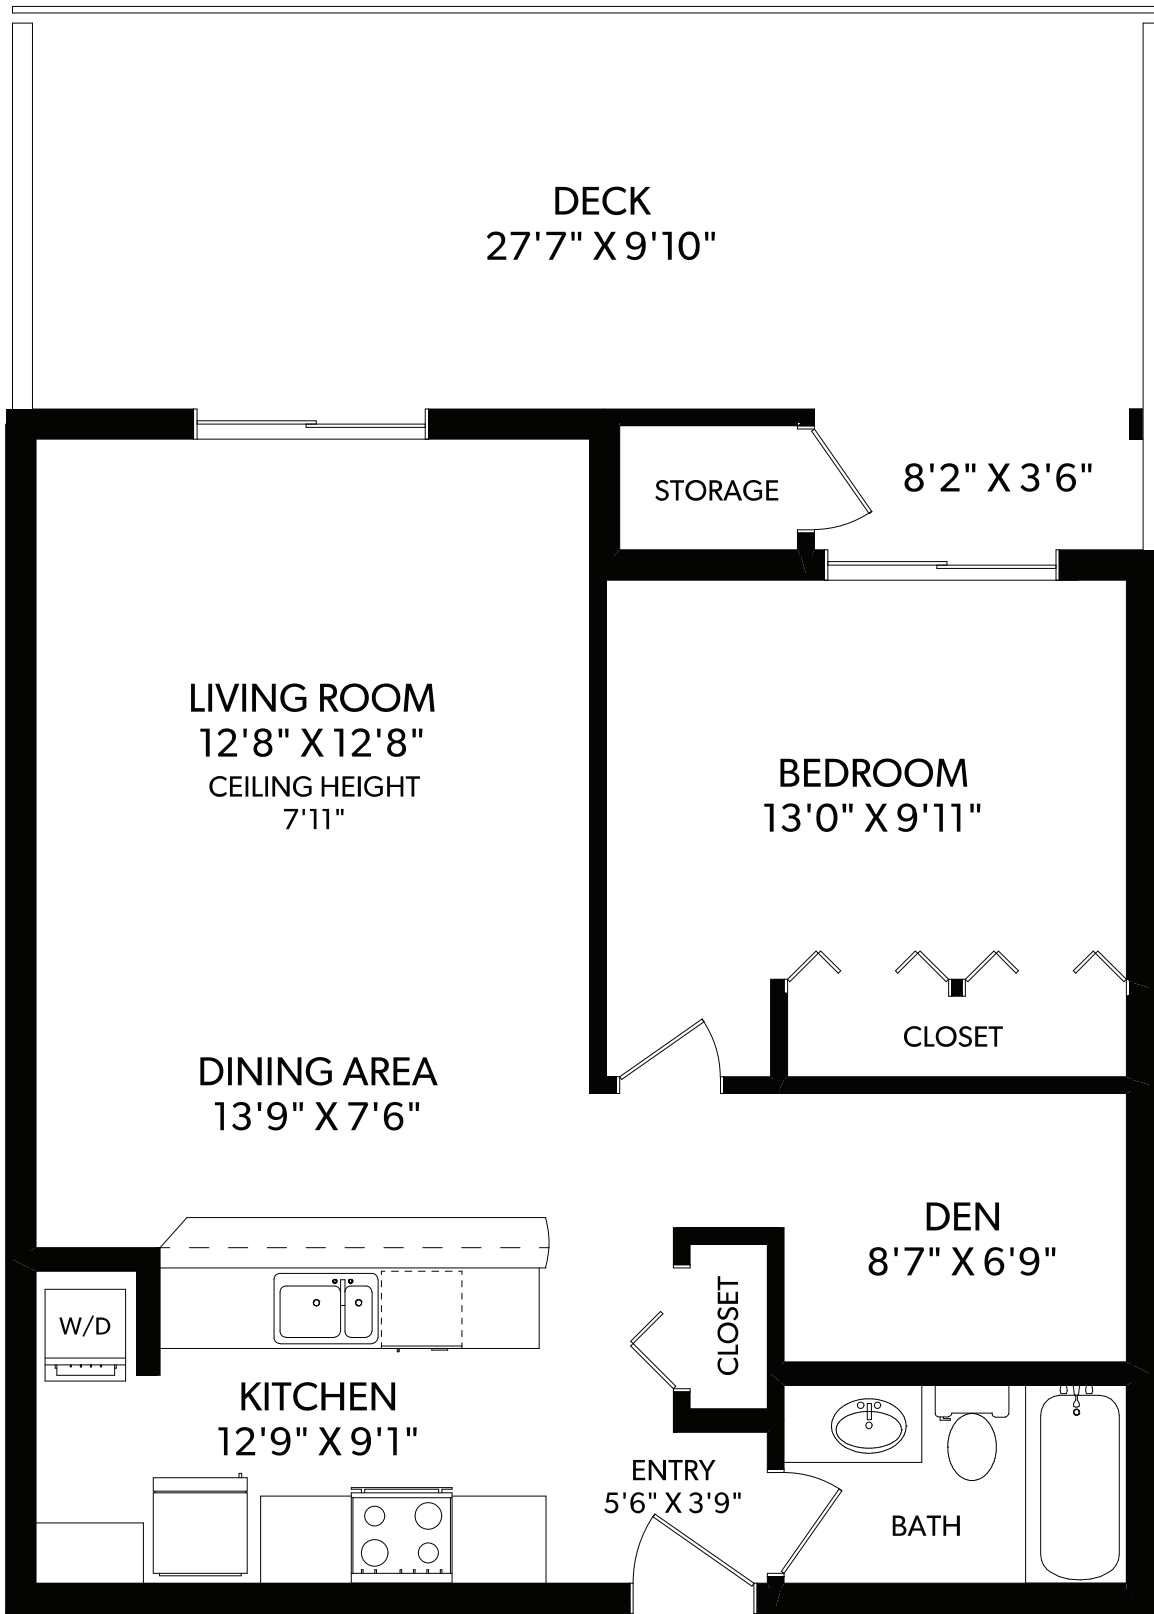 DECK
27'7" X 9'10"
STORAGE
8'2" X 3'6"
LIVING ROOM
12'8" X 12'8"
CEILING HEIGHT
7'11"
BEDROOM
13'0" X 9'11"
CLOSET
DINING AREA
13'9" X 7'6"
DEN
8'7" X 6'9"
W/D
CLOSET
KITCHEN
12'9" X 9'1"
ENTRY
5'6" X 3'9"
BATH